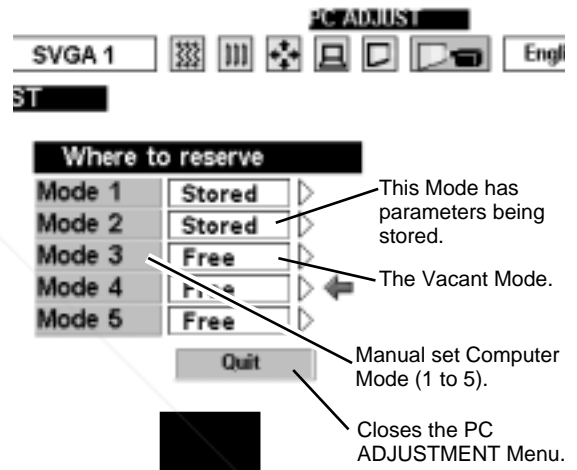 PC ADJUST
SVGA 1
Engli
ST
Where to reserve
Mode 1 Stored
Mode 2 Stored
Mode 3 Free
Mode 4 Free
Mode 5 Free
Quit
This Mode has
parameters being
stored.
The Vacant Mode.
Manual set Computer
Mode (1 to 5).
Closes the PC
ADJUSTMENT Menu.